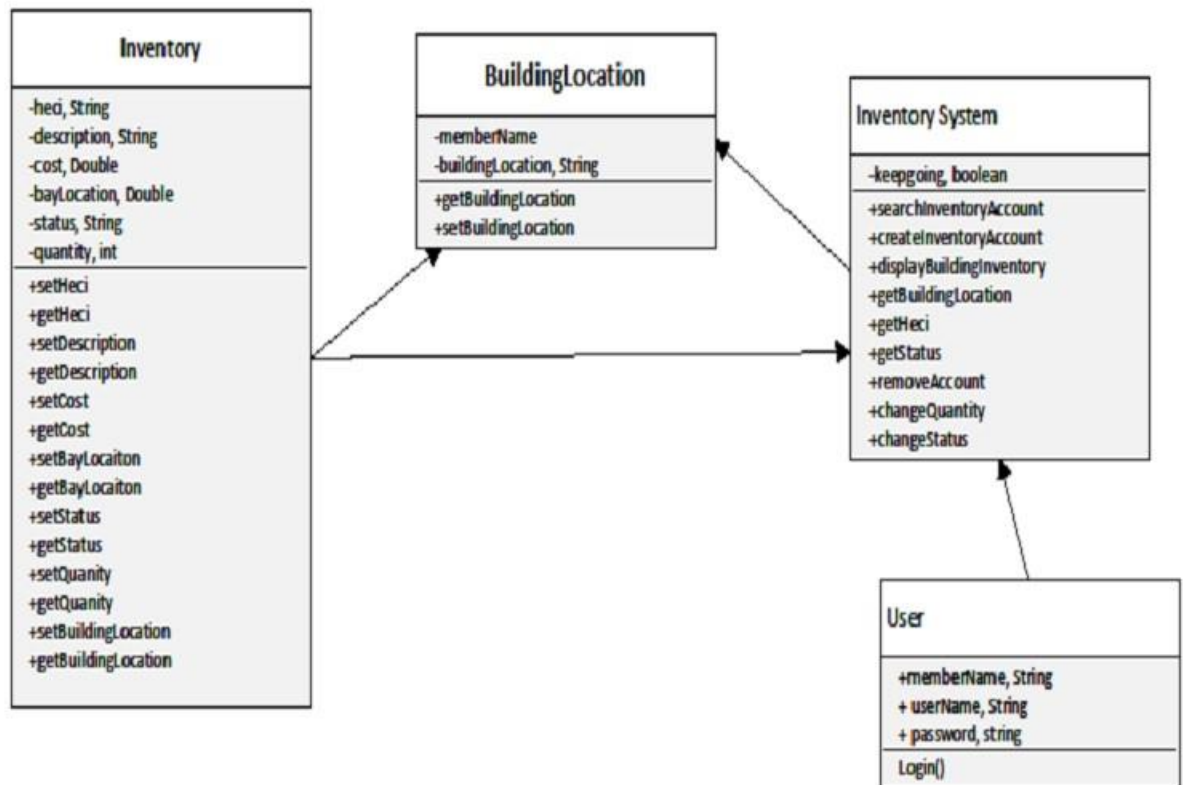 Inventory
-heci, String
-description, String
-cost, Double
-bayLocation, Double
-status, String
-quantity, int
+setHeci
+getHeci
+setDescription
+getDescription
+setCost
+getCost
+setBayLocaiton
+getBayLocaiton
+setStatus
+getStatus
+setQuanity
+getQuanity
+setBuildingLocation
+getBuildingLocation
BuildingLocation
-memberName
-buildingLocation, String
+getBuildingLocation
+setBuildingLocation
Inventory System
-keepgoing, boolean
+searchInventoryAccount
+createInventoryAccount
+displayBuildingInventory
+getBuildingLocation
+getHeci
+getStatus
+removeAccount
+changeQuantity
+changeStatus
User
+memberName, String
+ userName, String
+ password, string
Login()